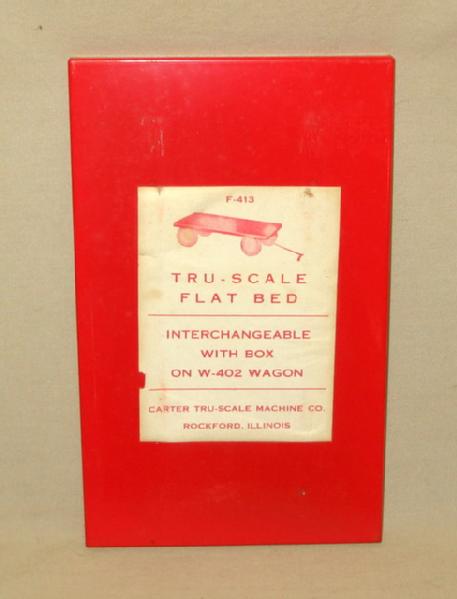 F-413
TRU-SCALE
FLAT BED
INTERCHANGEABLE
WITH BOX
ON W-402 WAGON
CARTER TRU-SCALE MACHINE CO.
ROCKFORD, ILLINOIS